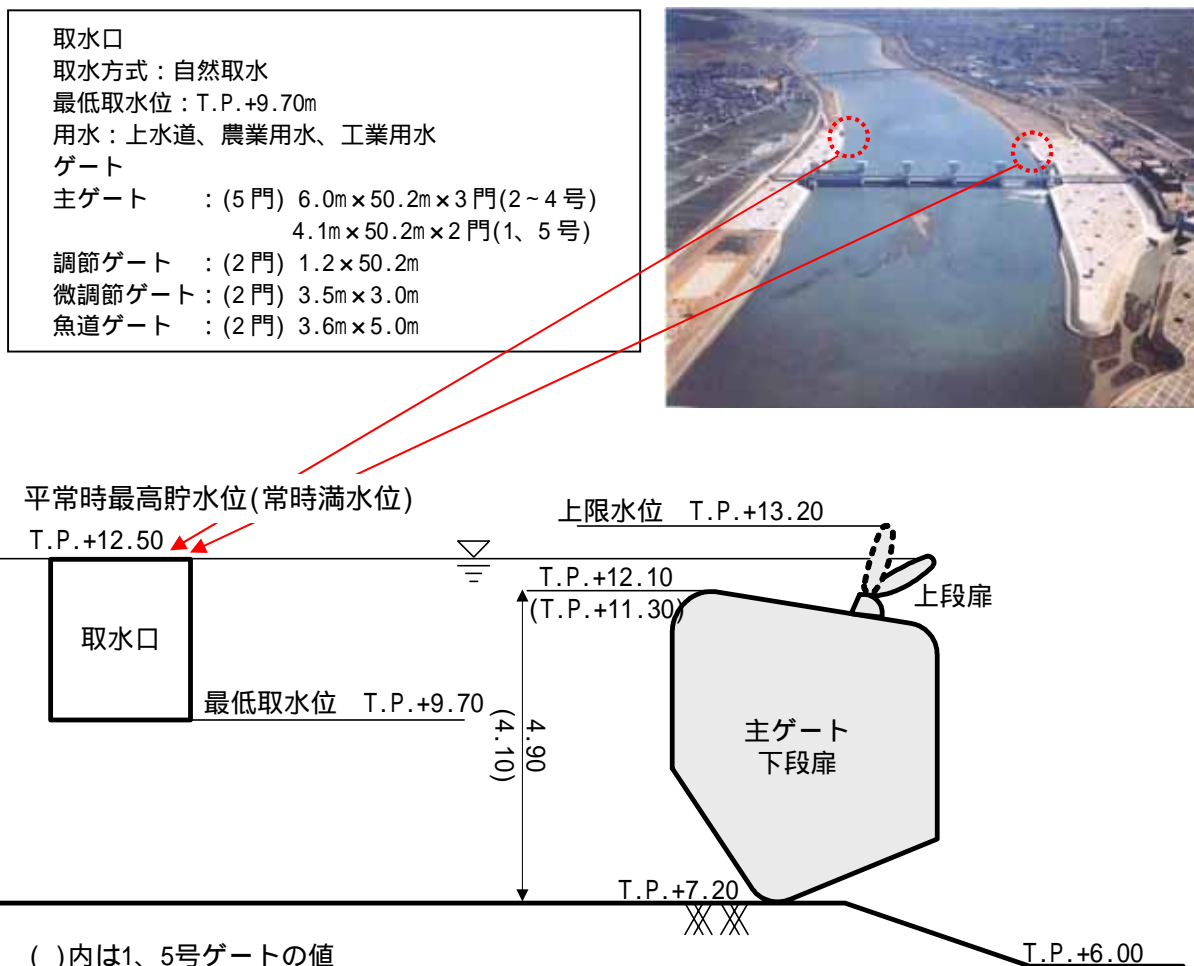 取水口
取水方式：自然取水
最低取水位：T.P.+9.70m
用水：上水道、農業用水、工業用水
ゲート
主ゲート ：(5門) 6.0m×50.2m×3門(2~4号)
4.1m×50.2m×2門(1、5号)
調節ゲート ：(2門) 1.2×50.2m
微調節ゲート：(2門) 3.5m×3.0m
魚道ゲート ：(2門) 3.6m×5.0m
平常時最高貯水位(常時満水位)
T.P.+12.50
上限水位 T.P.+13.20
T.P.+12.10
(T.P.+11.30)
上段扉
取水口
最低取水位 T.P.+9.70
4.90
(4.10)
主ゲート
下段扉
T.P.+7.20
( )内は1、5号ゲートの値
T.P.+6.00